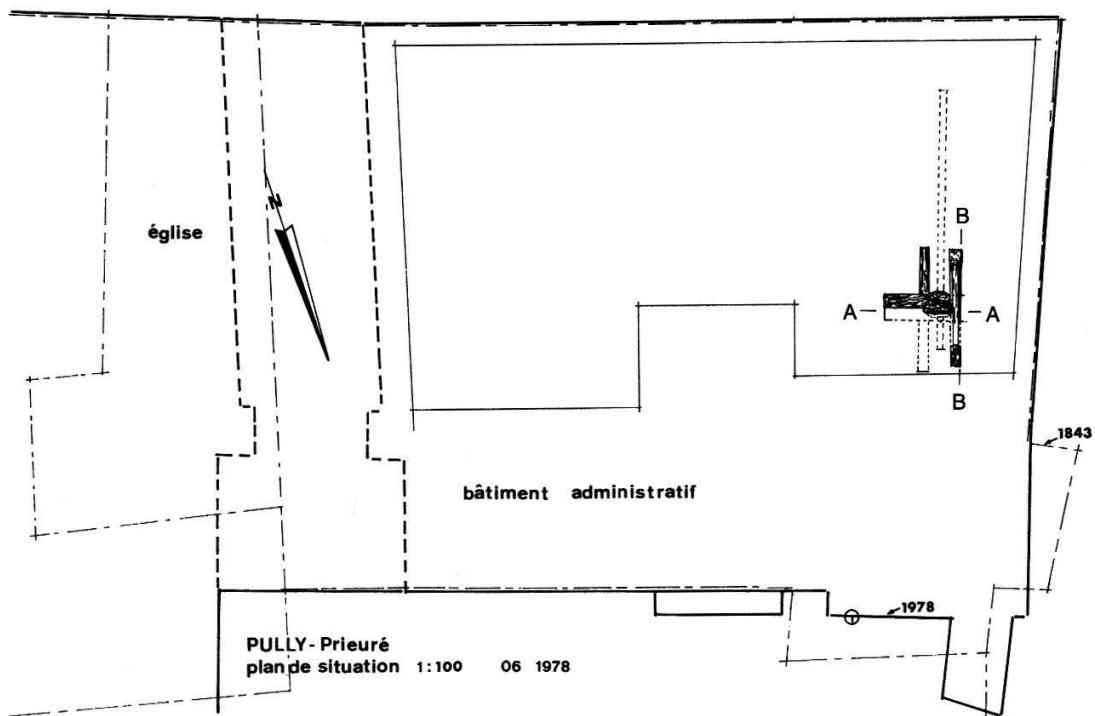 N
église
B
A
A
B
1843
bâtiment administratif
1978
T
PULLY-Prieuré
plan de situation 1:100 06 1978